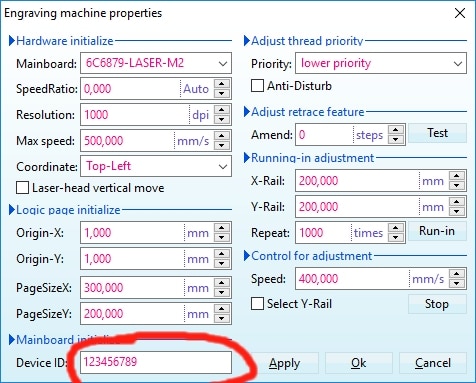 Engraving machine properties
Hardware initialize
Mainboard: 6C6879-LASER-M2
SpeedRatio: 0,000 Auto
Resolution: 1000 dpi
Max speed: 500,000 mm/s
Coordinate: Top-Left
Laser-head vertical move
Logic page initialize
Origin-X: 1,000 mm
Origin-Y: 1,000 mm
PageSizeX: 300,000 mm
PageSizeY: 200,000 mm
Mainboard initialize
Device ID: 123456789
Adjust thread priority
Priority: lower priority
Anti-Disturb
Adjust retrace feature
Amend: 0 steps Test
Running-in adjustment
X-Rail: 200,000 mm
Y-Rail: 200,000 mm
Repeat: 1000 times Run-in
Control for adjustment
Speed: 400,000 mm/s
Select Y-Rail Stop
Apply Ok Cancel